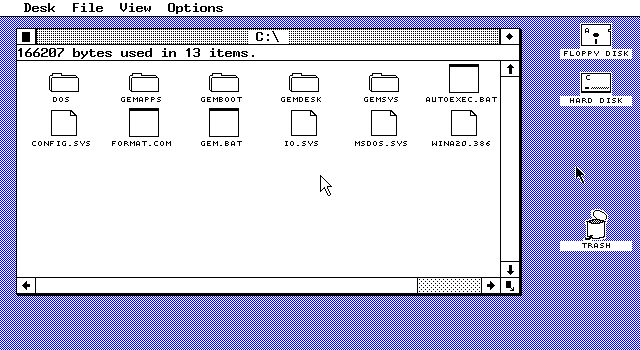 Desk File View Options
C:\
166207 bytes used in 13 items.
DOS GEMAPPS GEMBOOT GEMDESK GEMSYS AUTOEXEC.BAT
CONFIG.SYS FORMAT.COM GEM.BAT IO.SYS MSDOS.SYS WINA20.386
A
FLOPPY DISK
C
HARD DISK
TRASH